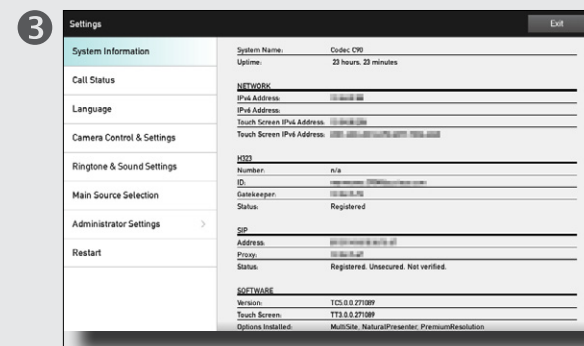 3
Settings Exit
System Information
Call Status
Language
Camera Control & Settings
Ringtone & Sound Settings
Main Source Selection
Administrator Settings
Restart
System Name: Codec C90
Uptime: 23 hours, 23 minutes
NETWORK
IPv4 Address:
IPv6 Address:
Touch Screen IPv4 Address:
Touch Screen IPv6 Address:
H323
Number: n/a
ID:
Gatekeeper:
Status: Registered
SIP
Address:
Proxy:
Status: Registered. Unsecured. Not verified.
SOFTWARE
Version: TC5.0.0.271089
Touch Screen: TT3.0.0.271089
Options Installed: MultiSite, NaturalPresenter, PremiumResolution